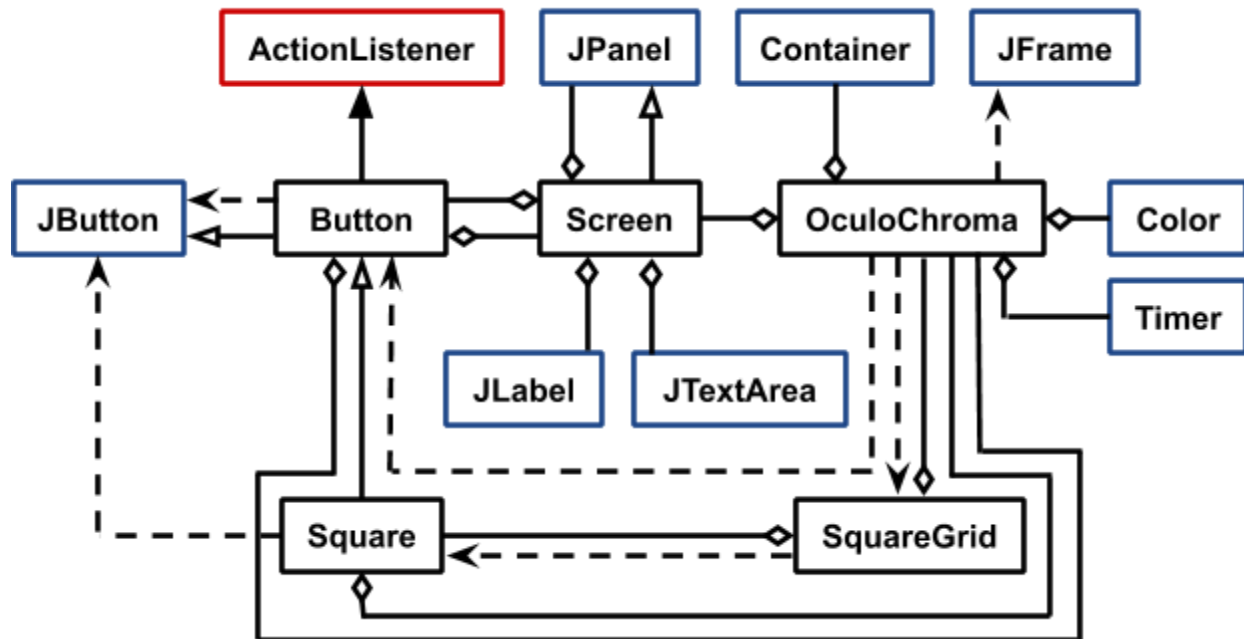 ActionListener
JPanel
Container
JFrame
JButton
Button
Screen
OculoChroma
Color
Timer
JLabel
JTextArea
Square
SquareGrid